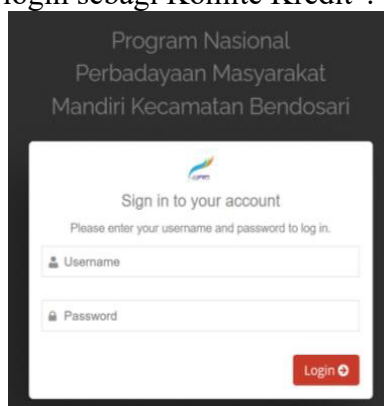 login sebagi Komite Kredit".
Program Nasional
Perbadayaan Masyarakat
Mandiri Kecamatan Bendosari
Sign in to your account
Please enter your username and password to log in.
Username
Password
Login